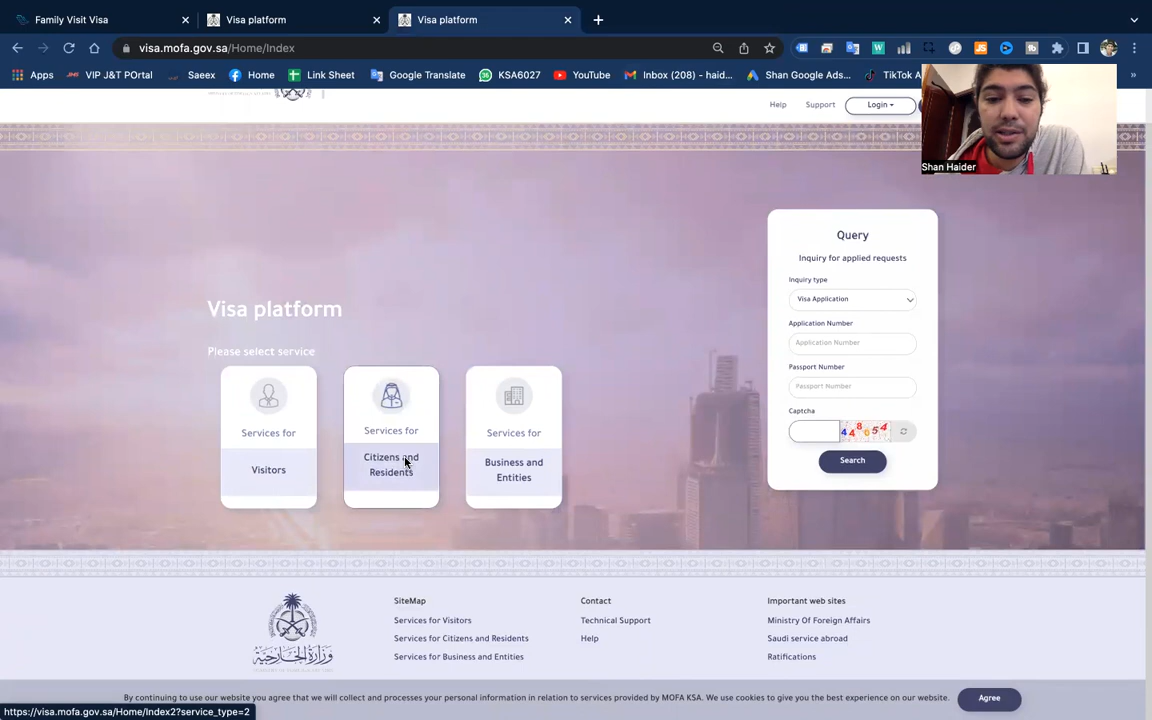 Family Visit Visa
Visa platform
Visa platform
visa.mofa.gov.sa/Home/Index
Apps
VIP J&T POrtal
Saeex
Home
Link Sheet
Google Translate
KSA6027
YouTube
Inbox (208) – haid...
Shan Google Ads...
TikTok A
Help
Support
Login
Shan Haider
Query
Inquiry for applied requests
Inquiry type
Visa Application
Application Number
Application Number
Passport Number
Passport Number
Captcha
Search
Visa platform
Please select service
Services for
Visitors
Services for
Citizens and
Residents
Services for
Business and
Entities
وزارة الخارجية
SiteMap
Services for Visitors
Services for Citizens and Residents
Services for Business and Entities
Contact
Technical Support
Help
Important web sites
Ministry Of Foreign Affairs
Saudi service abroad
Ratifications
By continuing to use our website you agree that we will collect and processes your personal information in relation to services provided by MOFA KSA. We use cookies to give you the best experience on our website.
Agree
https://visa.mofa.gov.sa/Home/Index2?service_type=2